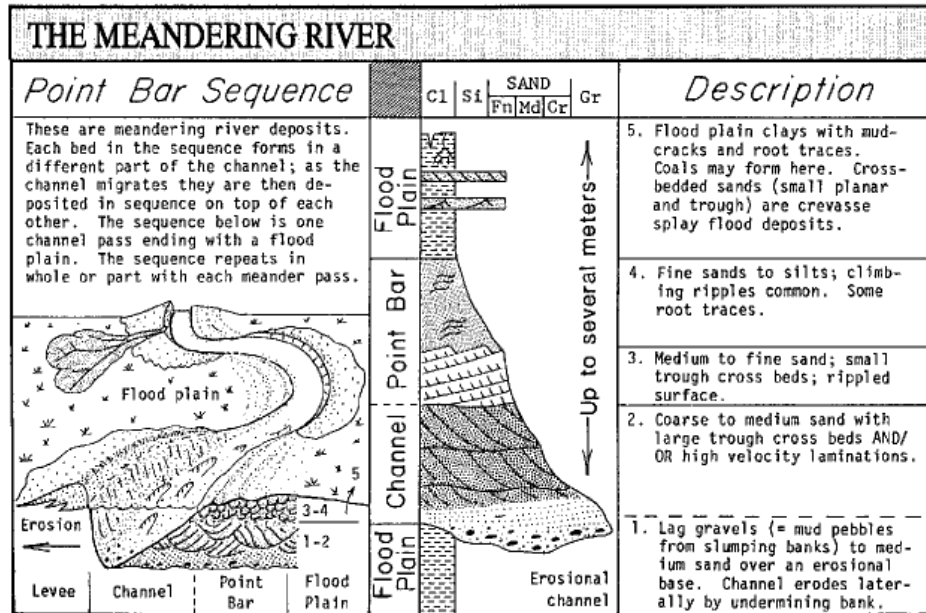 THE MEANDERING RIVER
Point Bar Sequence
These are meandering river deposits.
Each bed in the sequence forms in a
different part of the channel; as the
channel migrates they are then de-
posited in sequence on top of each
other. The sequence below is one
channel pass ending with a flood
plain. The sequence repeats in
whole or part with each meander pass.
Flood plain
5
3-4
1-2
Erosion
Levee
Channel
Point
Bar
Flood
Plain
Cl
Si
SAND
Fn
Md
Cr
Gr
Flood
Plain
Point Bar
Channel
Flood
Plain
Up to several meters
Erosional
channel
Description
5. Flood plain clays with mud-
cracks and root traces.
Coals may form here. Cross-
bedded sands (small planar
and trough) are crevasse
splay flood deposits.
4. Fine sands to silts; climb-
ing ripples common. Some
root traces.
3. Medium to fine sand; small
trough cross beds; rippled
surface.
2. Coarse to medium sand with
large trough cross beds AND/
OR high velocity laminations.
1. Lag gravels (= mud pebbles
from slumping banks) to med-
ium sand over an erosional
base. Channel erodes later-
ally by undermining bank.